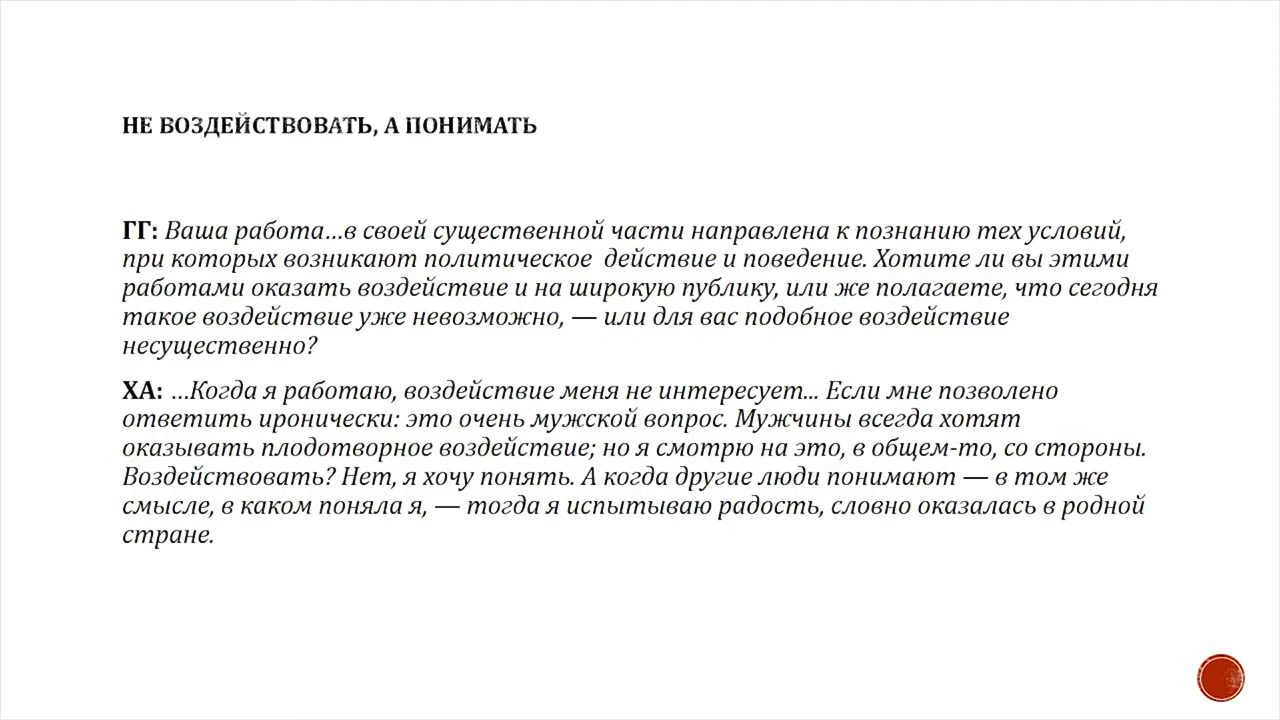 НЕ ВОЗДЕЙСТВОВАТЬ, А ПОНИМАТЬ
ГГ: Ваша работа...в своей существенной части направлена к познанию тех условий,
при которых возникают политическое действие и поведение. Хотите ли вы этими
работами оказать воздействие и на широкую публику, или же полагаете, что сегодня
такое воздействие уже невозможно, — или для вас подобное воздействие
несущественно?
ХА: ...Когда я работаю, воздействие меня не интересует... Если мне позволено
ответить иронически: это очень мужской вопрос. Мужчины всегда хотят
оказывать плодотворное воздействие; но я смотрю на это, в общем-то, со стороны.
Воздействовать? Нет, я хочу понять. А когда другие люди понимают — в том же
смысле, в каком поняла я, — тогда я испытываю радость, словно оказалась в родной
стране.